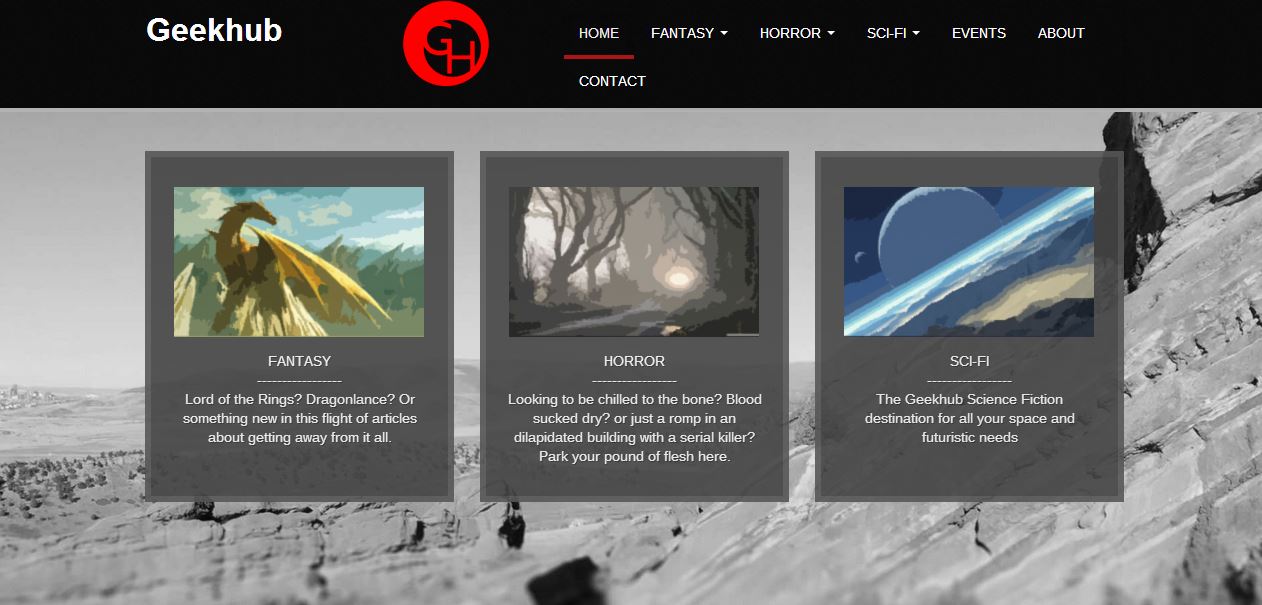 Geekhub
GH
HOME FANTASY HORROR SCI-FI EVENTS ABOUT
CONTACT
FANTASY
-----------------
Lord of the Rings? Dragonlance? Or
something new in this flight of articles
about getting away from it all.
HORROR
-----------------
Looking to be chilled to the bone? Blood
sucked dry? or just a romp in an
dilapidated building with a serial killer?
Park your pound of flesh here.
SCI-FI
-----------------
The Geekhub Science Fiction
destination for all your space and
futuristic needs